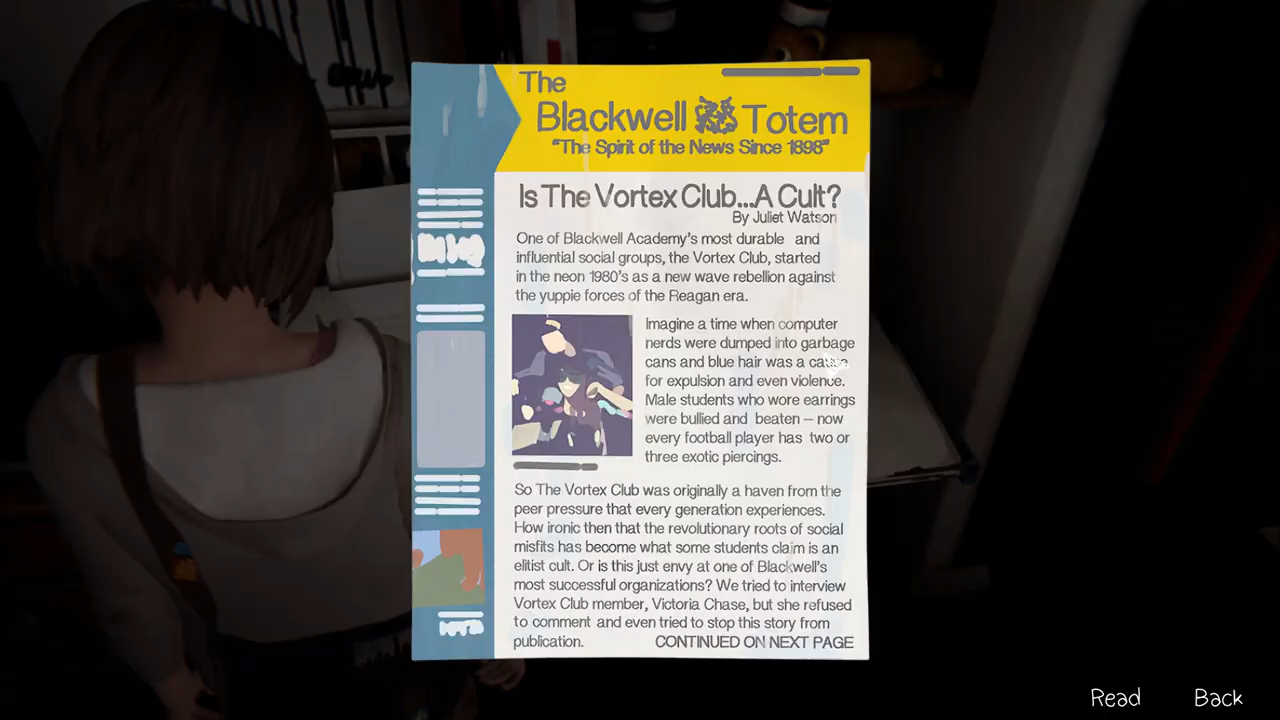 The
Blackwell Totem
"The Spirit of the News Since 1898"
Is The Vortex Club...A Cult?
By Juliet Watson
One of Blackwell Academy's most durable and
influential social groups, the Vortex Club, started
in the neon 1980's as a new wave rebellion against
the yuppie forces of the Reagan era.
Imagine a time when computer
nerds were dumped into garbage
cans and blue hair was a cause
for expulsion and even violence.
Male students who wore earrings
were bullied and beaten – now
every football player has two or
three exotic piercings.
So The Vortex Club was originally a haven from the
peer pressure that every generation experiences.
How ironic then that the revolutionary roots of social
misfits has become what some students claim is an
elitist cult. Or is this just envy at one of Blackwell's
most successful organizations? We tried to interview
Vortex Club member, Victoria Chase, but she refused
to comment and even tried to stop this story from
publication. CONTINUED ON NEXT PAGE
Read Back